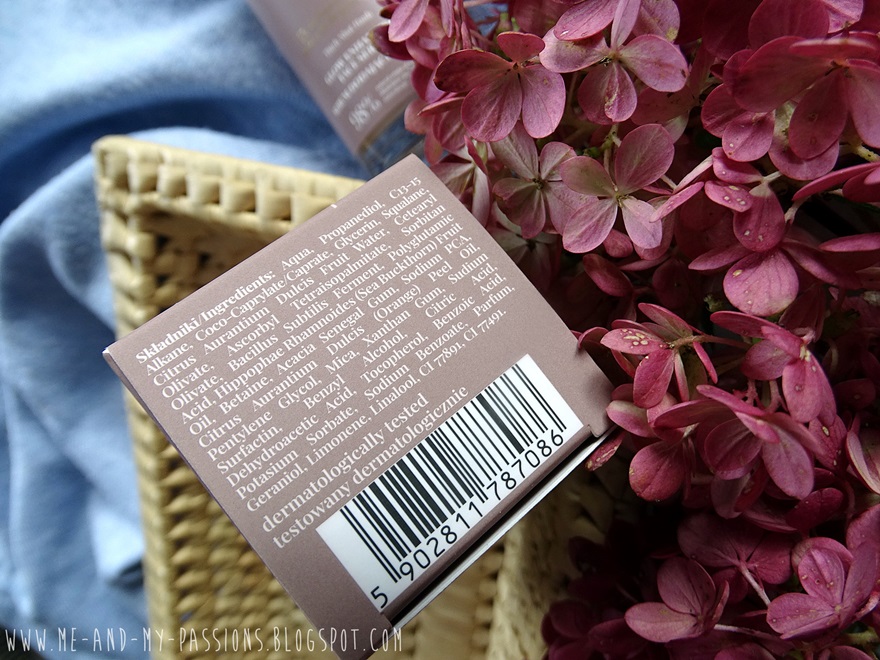 Składniki/Ingredients: Aqua, Propanediol, C13-15
Alkane, Coco-Caprylate/Caprate, Glycerin, Squalane,
Citrus Aurantium Dulcis Fruit Water, Cetearyl
Olivate, Ascorbyl Tetraisopalmitate, Sorbitan
Olivate, Bacillus Subtilis Ferment, Polyglutamic
Acid, Hippophae Rhamnoides (Sea Buckthorn) Fruit
Oil, Betaine, Acacia Senegal Gum, Sodium PCA,
Citrus Aurantium Dulcis (Orange) Peel Oil,
Pentylene Glycol, Mica, Xanthan Gum, Sodium
Surfactin, Benzyl Alcohol, Citric Acid,
Dehydroacetic Acid, Tocopherol, Benzoic Acid,
Potassium Sorbate, Sodium Benzoate, Parfum,
Geraniol, Limonene, Linalool, CI 77891, CI 77491.
dermatologically tested
testowany dermatologicznie
5 902811 787086
www.me-and-my-passions.blogspot.com